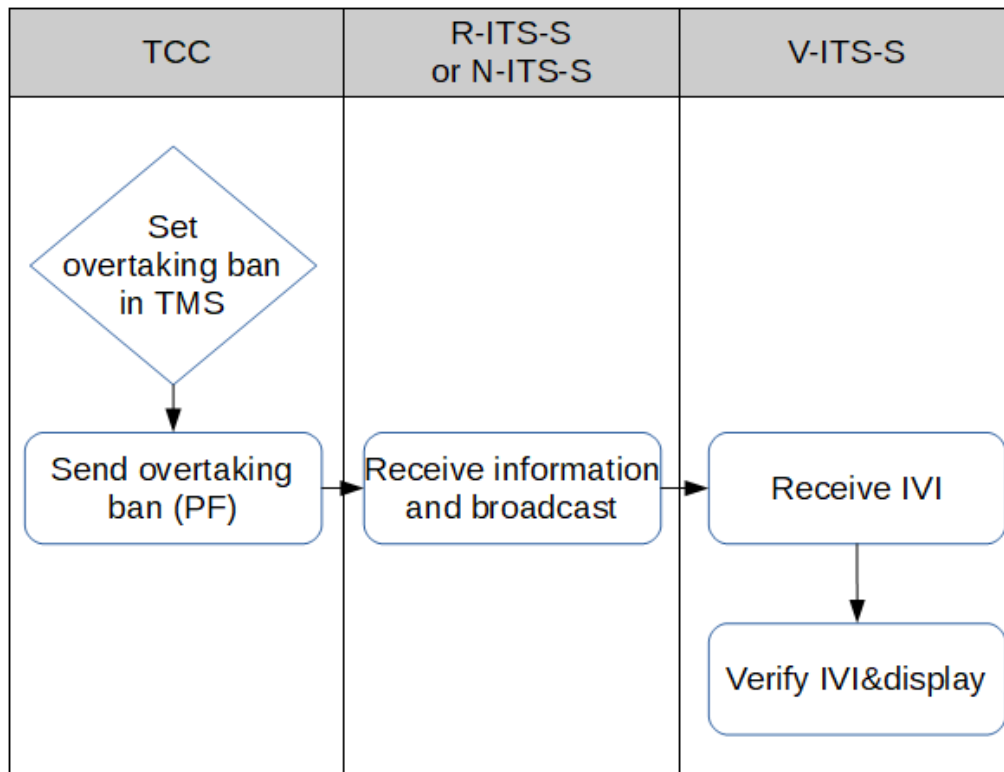 TCC
R-ITS-S
or N-ITS-S
V-ITS-S
Set
overtaking ban
in TMS
Send overtaking
ban (PF)
Receive information
and broadcast
Receive IVI
Verify IVI&display